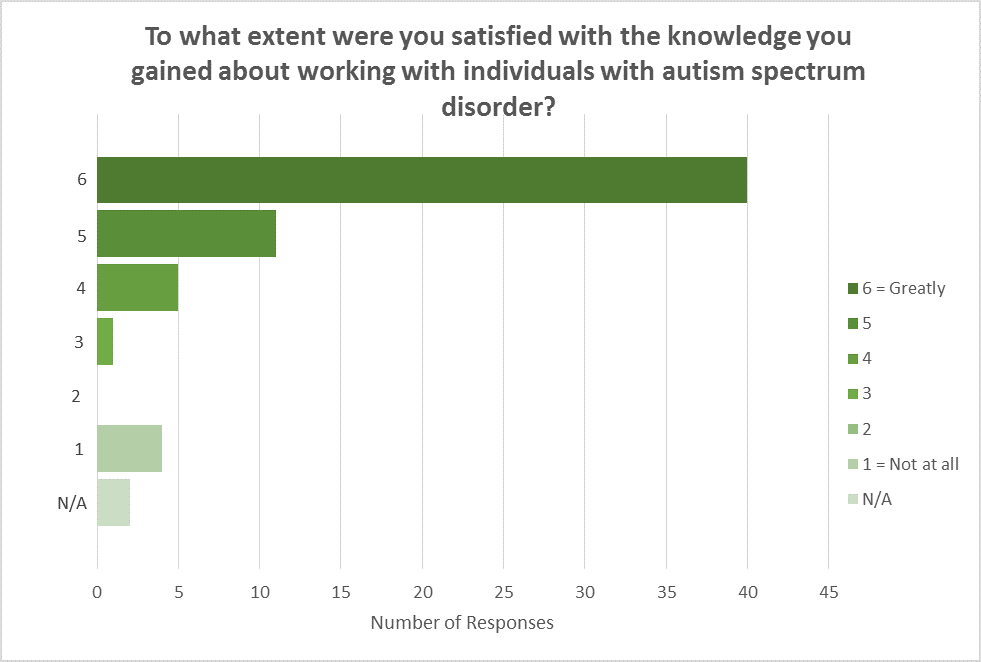 To what extent were you satisfied with the knowledge you
gained about working with individuals with autism spectrum
disorder?
6
5
4
3
2
1
N/A
0 5 10 15 20 25 30 35 40 45
Number of Responses
6 = Greatly
5
4
3
2
1 = Not at all
N/A